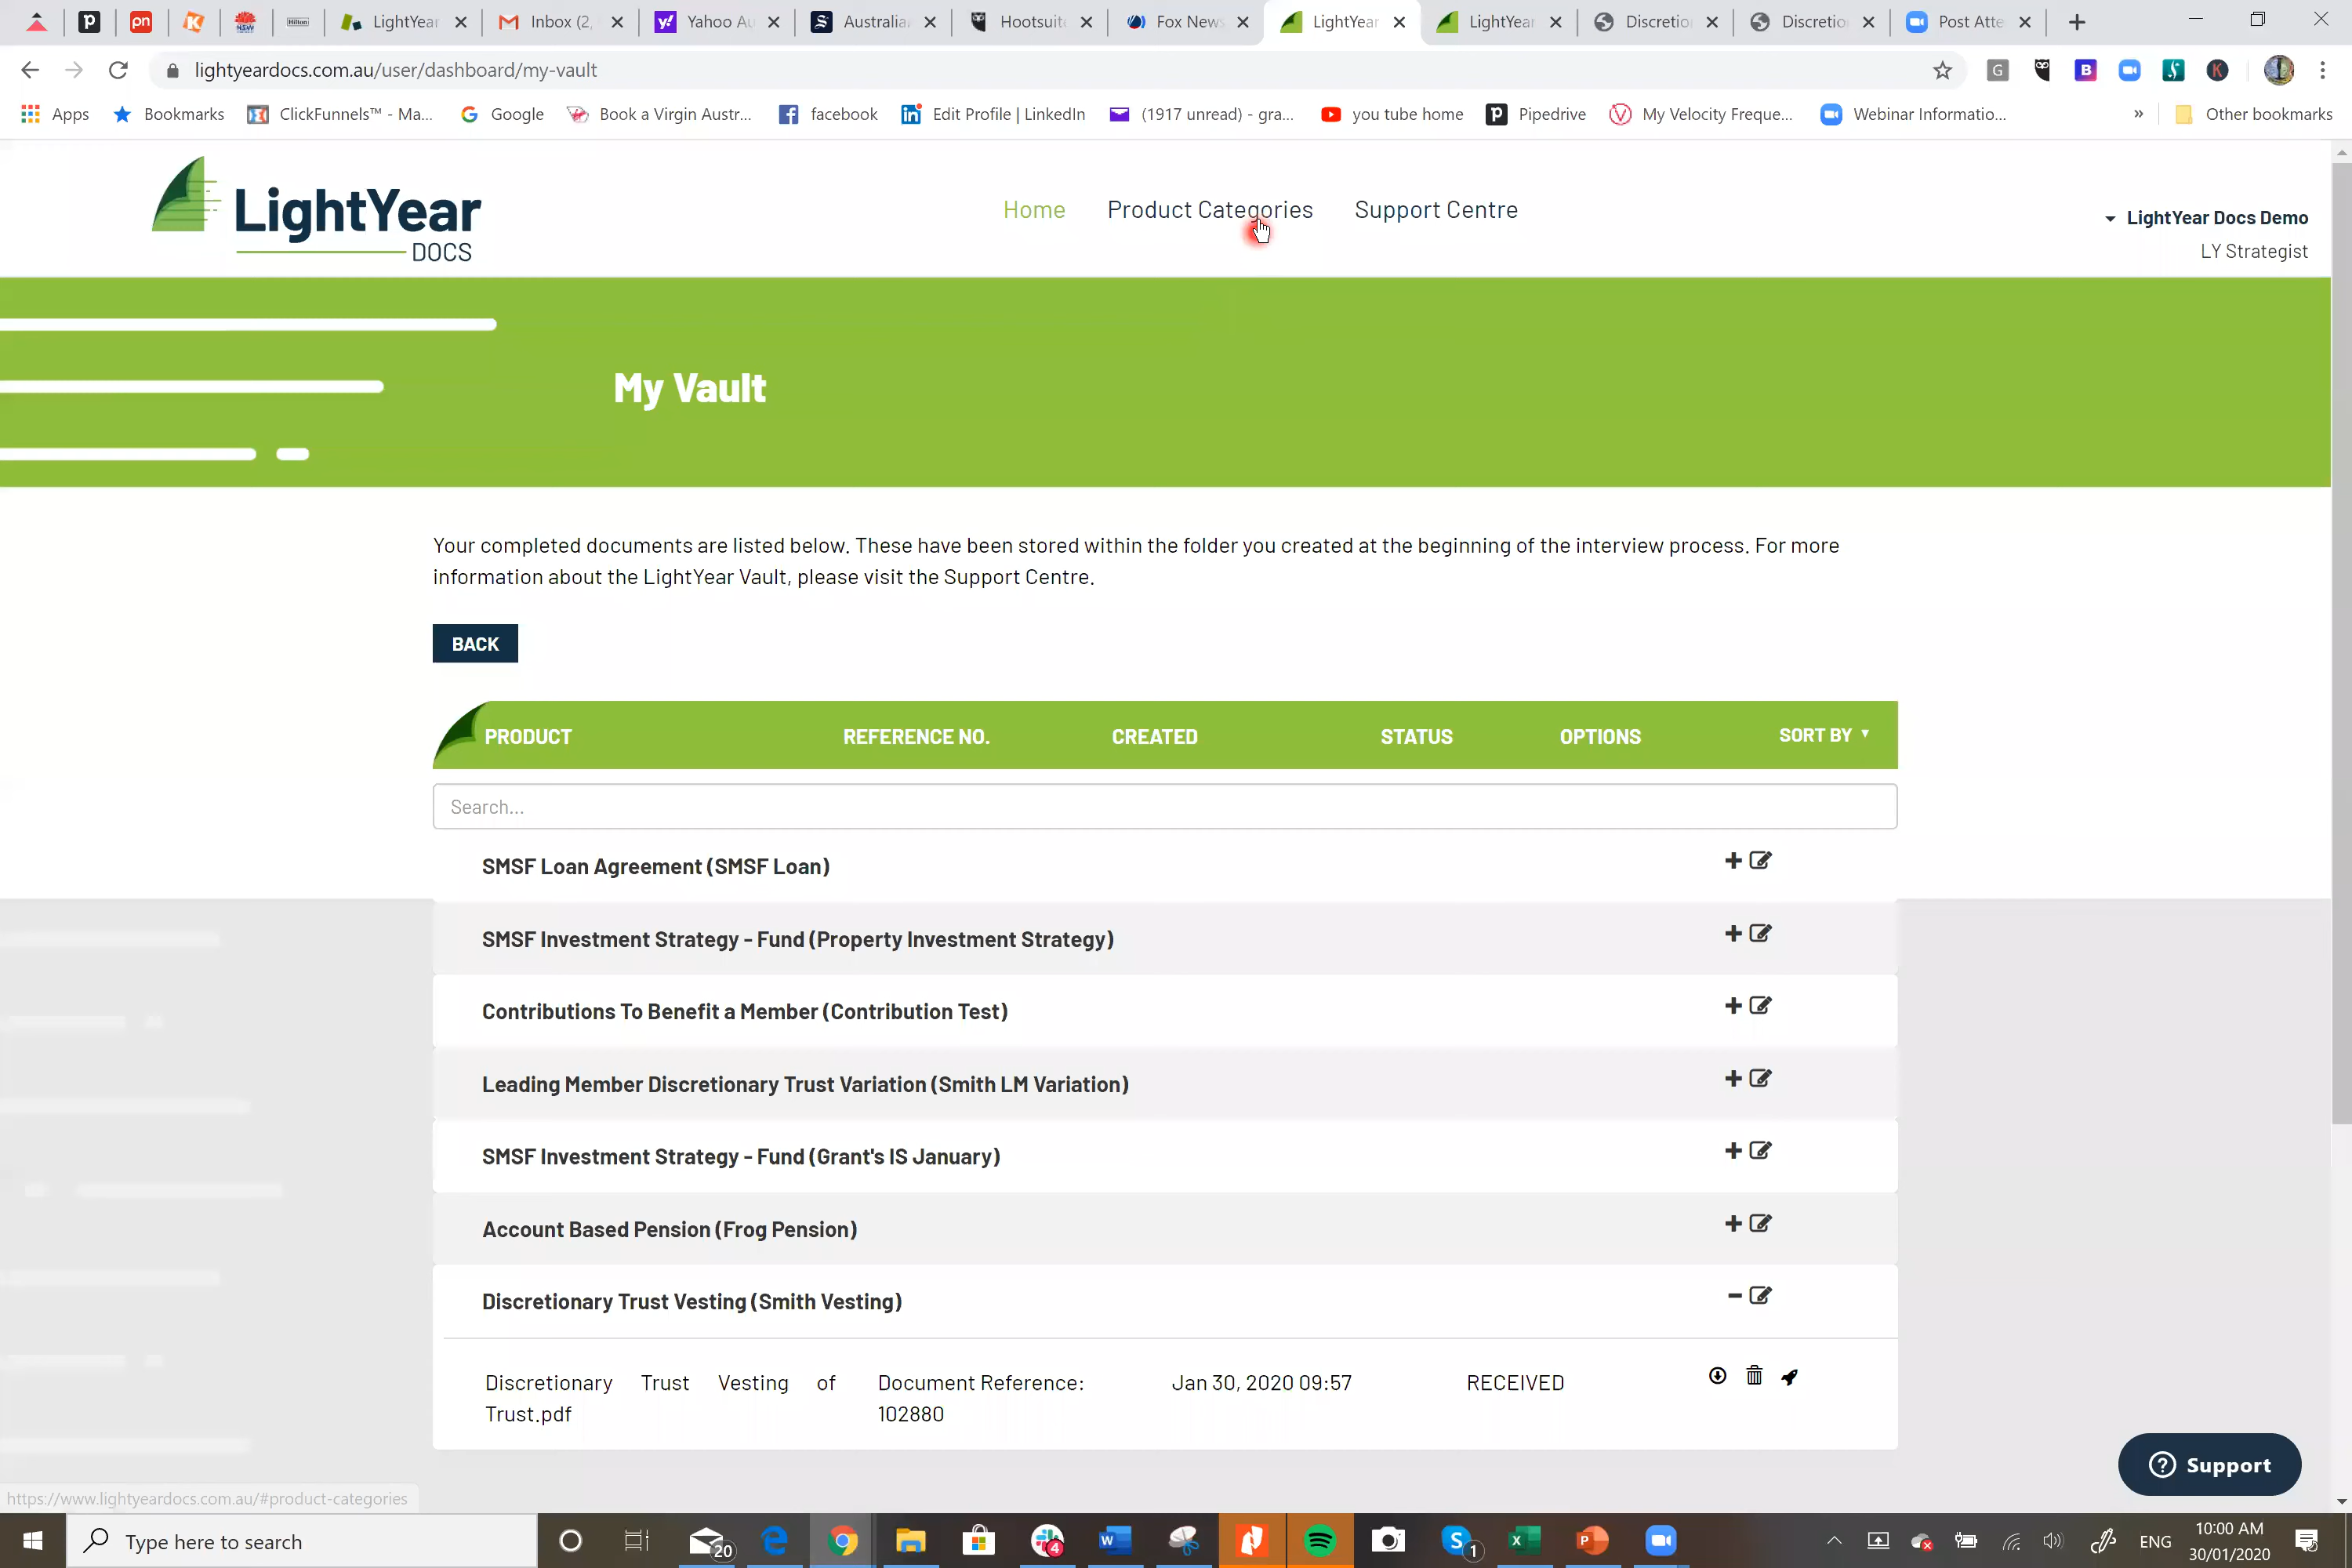 LightYear
Inbox (2,
Yahoo Au
Australia
Hootsuite
Fox News
LightYear
LightYear
Discretio
Discretio
Post Atte
lightyeardocs.com.au/user/dashboard/my-vault
Apps
Bookmarks
ClickFunnels™ - Ma...
Google
Book a Virgin Austr...
facebook
Edit Profile | LinkedIn
(1917 unread) - gra...
you tube home
Pipedrive
My Velocity Freque...
Webinar Informatio...
»
Other bookmarks
LightYear
DOCS
Home
Product Categories
Support Centre
LightYear Docs Demo
LY Strategist
My Vault
Your completed documents are listed below. These have been stored within the folder you created at the beginning of the interview process. For more
information about the LightYear Vault, please visit the Support Centre.
BACK
PRODUCT
REFERENCE NO.
CREATED
STATUS
OPTIONS
SORT BY
Search...
SMSF Loan Agreement (SMSF Loan)
SMSF Investment Strategy - Fund (Property Investment Strategy)
Contributions To Benefit a Member (Contribution Test)
Leading Member Discretionary Trust Variation (Smith LM Variation)
SMSF Investment Strategy - Fund (Grant's IS January)
Account Based Pension (Frog Pension)
Discretionary Trust Vesting (Smith Vesting)
Discretionary Trust Vesting of
Trust.pdf
Document Reference:
102880
Jan 30, 2020 09:57
RECEIVED
Support
https://www.lightyeardocs.com.au/#product-categories
Type here to search
20
4
1
ENG
10:00 AM
30/01/2020